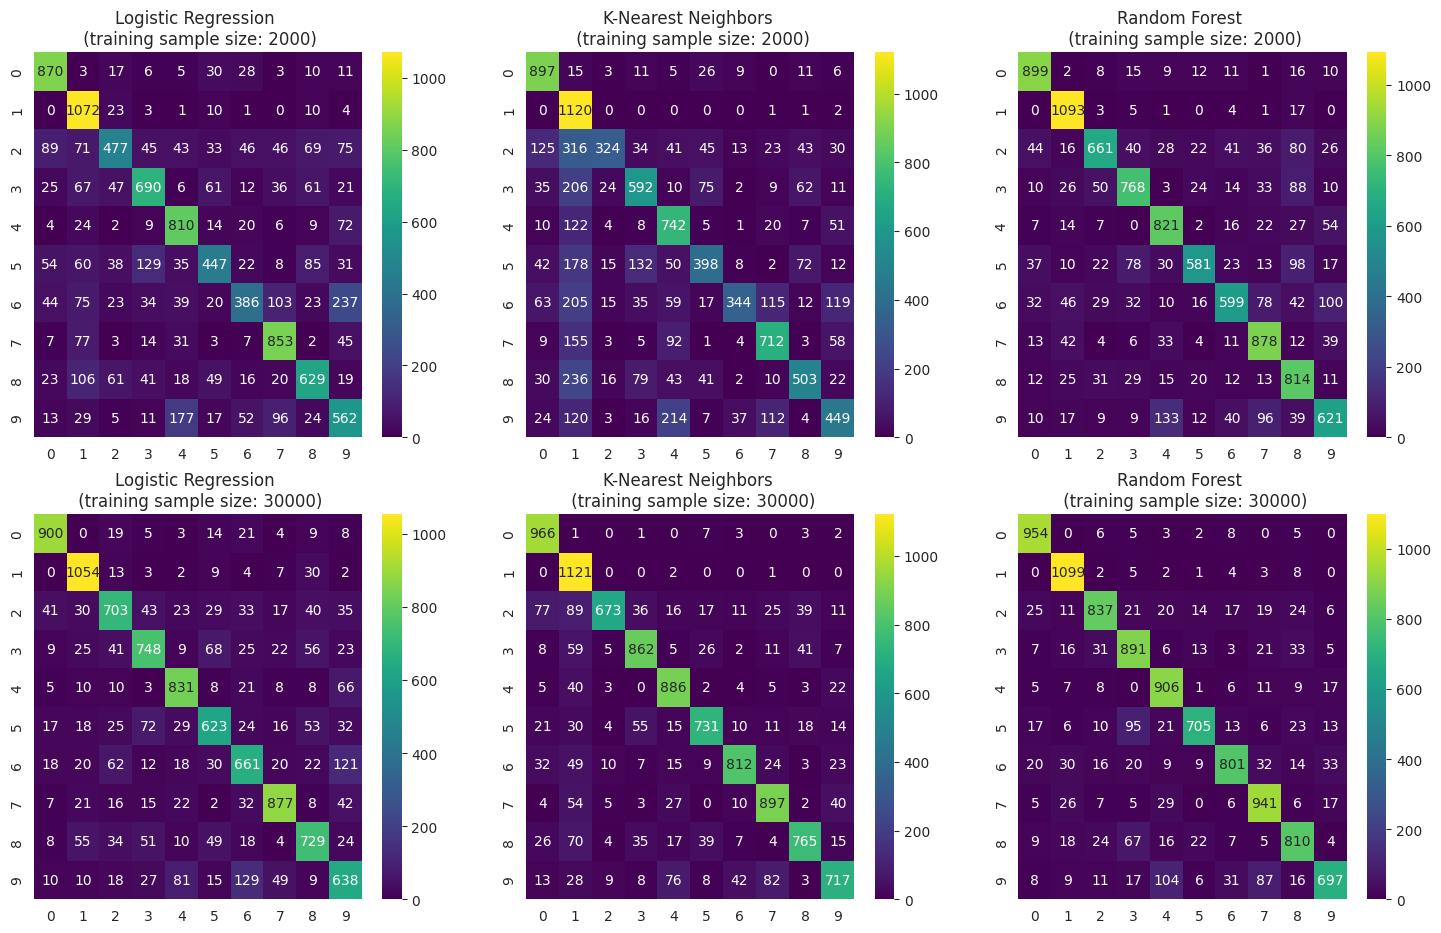 Logistic Regression
(training sample size: 2000)
0 870 3 17 6 5 30 28 3 10 11
1 0 1072 23 3 1 10 1 0 10 4
2 89 71 477 45 43 33 46 46 69 75
3 25 67 47 690 6 61 12 36 61 21
4 4 24 2 9 810 14 20 6 9 72
5 54 60 38 129 35 447 22 8 85 31
6 44 75 23 34 39 20 386 103 23 237
7 7 77 3 14 31 3 7 853 2 45
8 23 106 61 41 18 49 16 20 629 19
9 13 29 5 11 177 17 52 96 24 562
0 1 2 3 4 5 6 7 8 9
1000
800
600
400
200
0
K-Nearest Neighbors
(training sample size: 2000)
0 897 15 3 11 5 26 9 0 11 6
1 0 1120 0 0 0 0 0 1 1 2
2 125 316 324 34 41 45 13 23 43 30
3 35 206 24 592 10 75 2 9 62 11
4 10 122 4 8 742 5 1 20 7 51
5 42 178 15 132 50 398 8 2 72 12
6 63 205 15 35 59 17 344 115 12 119
7 9 155 3 5 92 1 4 712 3 58
8 30 236 16 79 43 41 2 10 503 22
9 24 120 3 16 214 7 37 112 4 449
0 1 2 3 4 5 6 7 8 9
1000
800
600
400
200
0
Random Forest
(training sample size: 2000)
0 899 2 8 15 9 12 11 1 16 10
1 0 1093 3 5 1 0 4 1 17 0
2 44 16 661 40 28 22 41 36 80 26
3 10 26 50 768 3 24 14 33 88 10
4 7 14 7 0 821 2 16 22 27 54
5 37 10 22 78 30 581 23 13 98 17
6 32 46 29 32 10 16 599 78 42 100
7 13 42 4 6 33 4 11 878 12 39
8 12 25 31 29 15 20 12 13 814 11
9 10 17 9 9 133 12 40 96 39 621
0 1 2 3 4 5 6 7 8 9
1000
800
600
400
200
0
Logistic Regression
(training sample size: 30000)
0 900 0 19 5 3 14 21 4 9 8
1 0 1054 13 3 2 9 4 7 30 2
2 41 30 703 43 23 29 33 17 40 35
3 9 25 41 748 9 68 25 22 56 23
4 5 10 10 3 831 8 21 8 8 66
5 17 18 25 72 29 623 24 16 53 32
6 18 20 62 12 18 30 661 20 22 121
7 7 21 16 15 22 2 32 877 8 42
8 8 55 34 51 10 49 18 4 729 24
9 10 10 18 27 81 15 129 49 9 638
0 1 2 3 4 5 6 7 8 9
1000
800
600
400
200
0
K-Nearest Neighbors
(training sample size: 30000)
0 966 1 0 1 0 7 3 0 3 2
1 0 1121 0 0 2 0 0 1 0 0
2 77 89 673 36 16 17 11 25 39 11
3 8 59 5 862 5 26 2 11 41 7
4 5 40 3 0 886 2 4 5 3 22
5 21 30 4 55 15 731 10 11 18 14
6 32 49 10 7 15 9 812 24 3 23
7 4 54 5 3 27 0 10 897 2 40
8 26 70 4 35 17 39 7 4 765 15
9 13 28 9 8 76 8 42 82 3 717
0 1 2 3 4 5 6 7 8 9
1000
800
600
400
200
0
Random Forest
(training sample size: 30000)
0 954 0 6 5 3 2 8 0 5 0
1 0 1099 2 5 2 1 4 3 8 0
2 25 11 837 21 20 14 17 19 24 6
3 7 16 31 891 6 13 3 21 33 5
4 5 7 8 0 906 1 6 11 9 17
5 17 6 10 95 21 705 13 6 23 13
6 20 30 16 20 9 9 801 32 14 33
7 5 26 7 5 29 0 6 941 6 17
8 9 18 24 67 16 22 7 5 810 4
9 8 9 11 17 104 6 31 87 16 697
0 1 2 3 4 5 6 7 8 9
1000
800
600
400
200
0